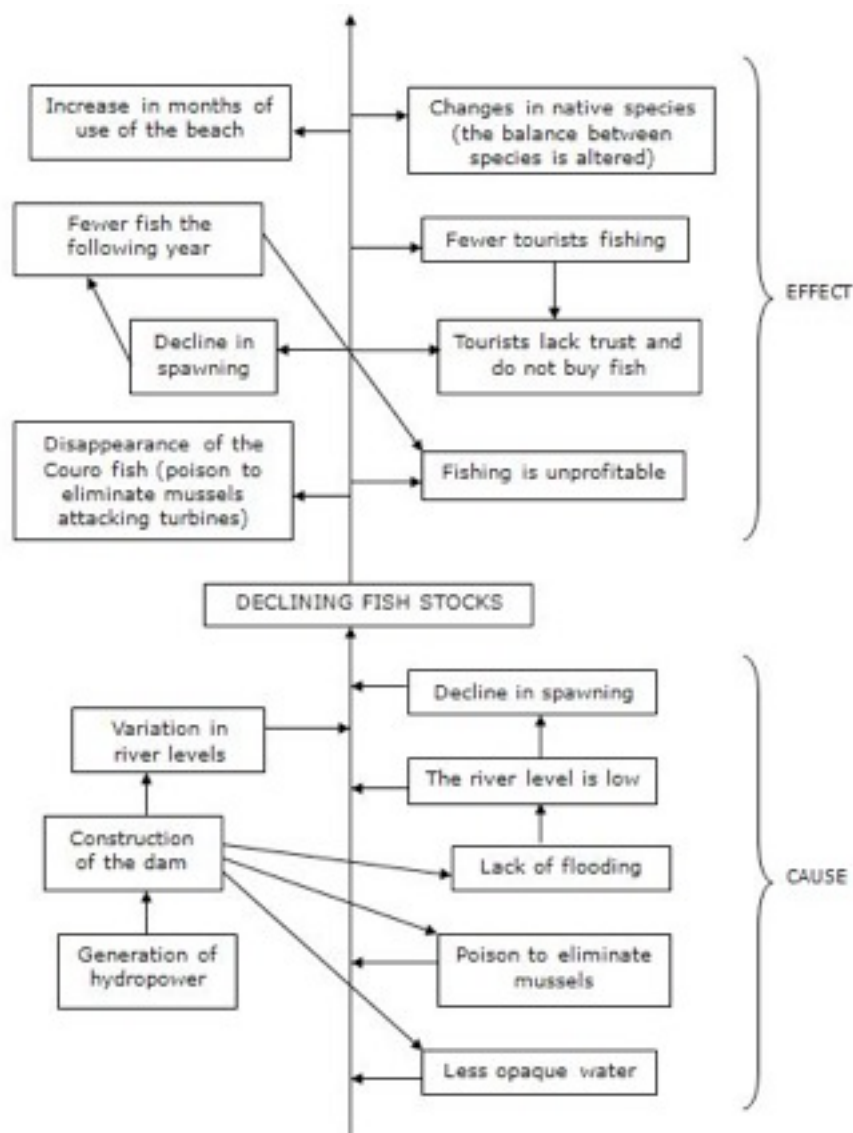 Increase in months of
use of the beach
Changes in native species
(the balance between
species is altered)
Fewer fish the
following year
Fewer tourists fishing
EFFECT
Decline in
spawning
Tourists lack trust and
do not buy fish
Disappearance of the
Couro fish (poison to
eliminate mussels
attacking turbines)
Fishing is unprofitable
DECLINING FISH STOCKS
Decline in spawning
Variation in
river levels
The river level is low
Construction
of the dam
Lack of flooding
CAUSE
Generation of
hydropower
Poison to eliminate
mussels
Less opaque water